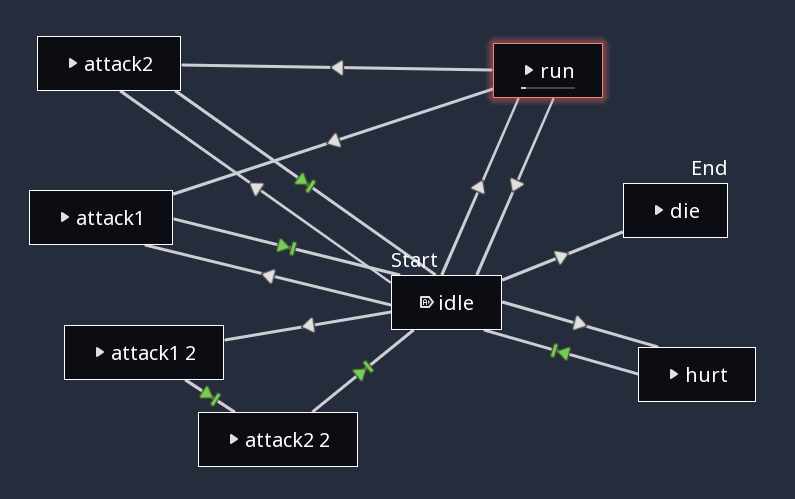 attack2
run
End
attack1
die
Start
idle
attack1 2
hurt
attack2 2